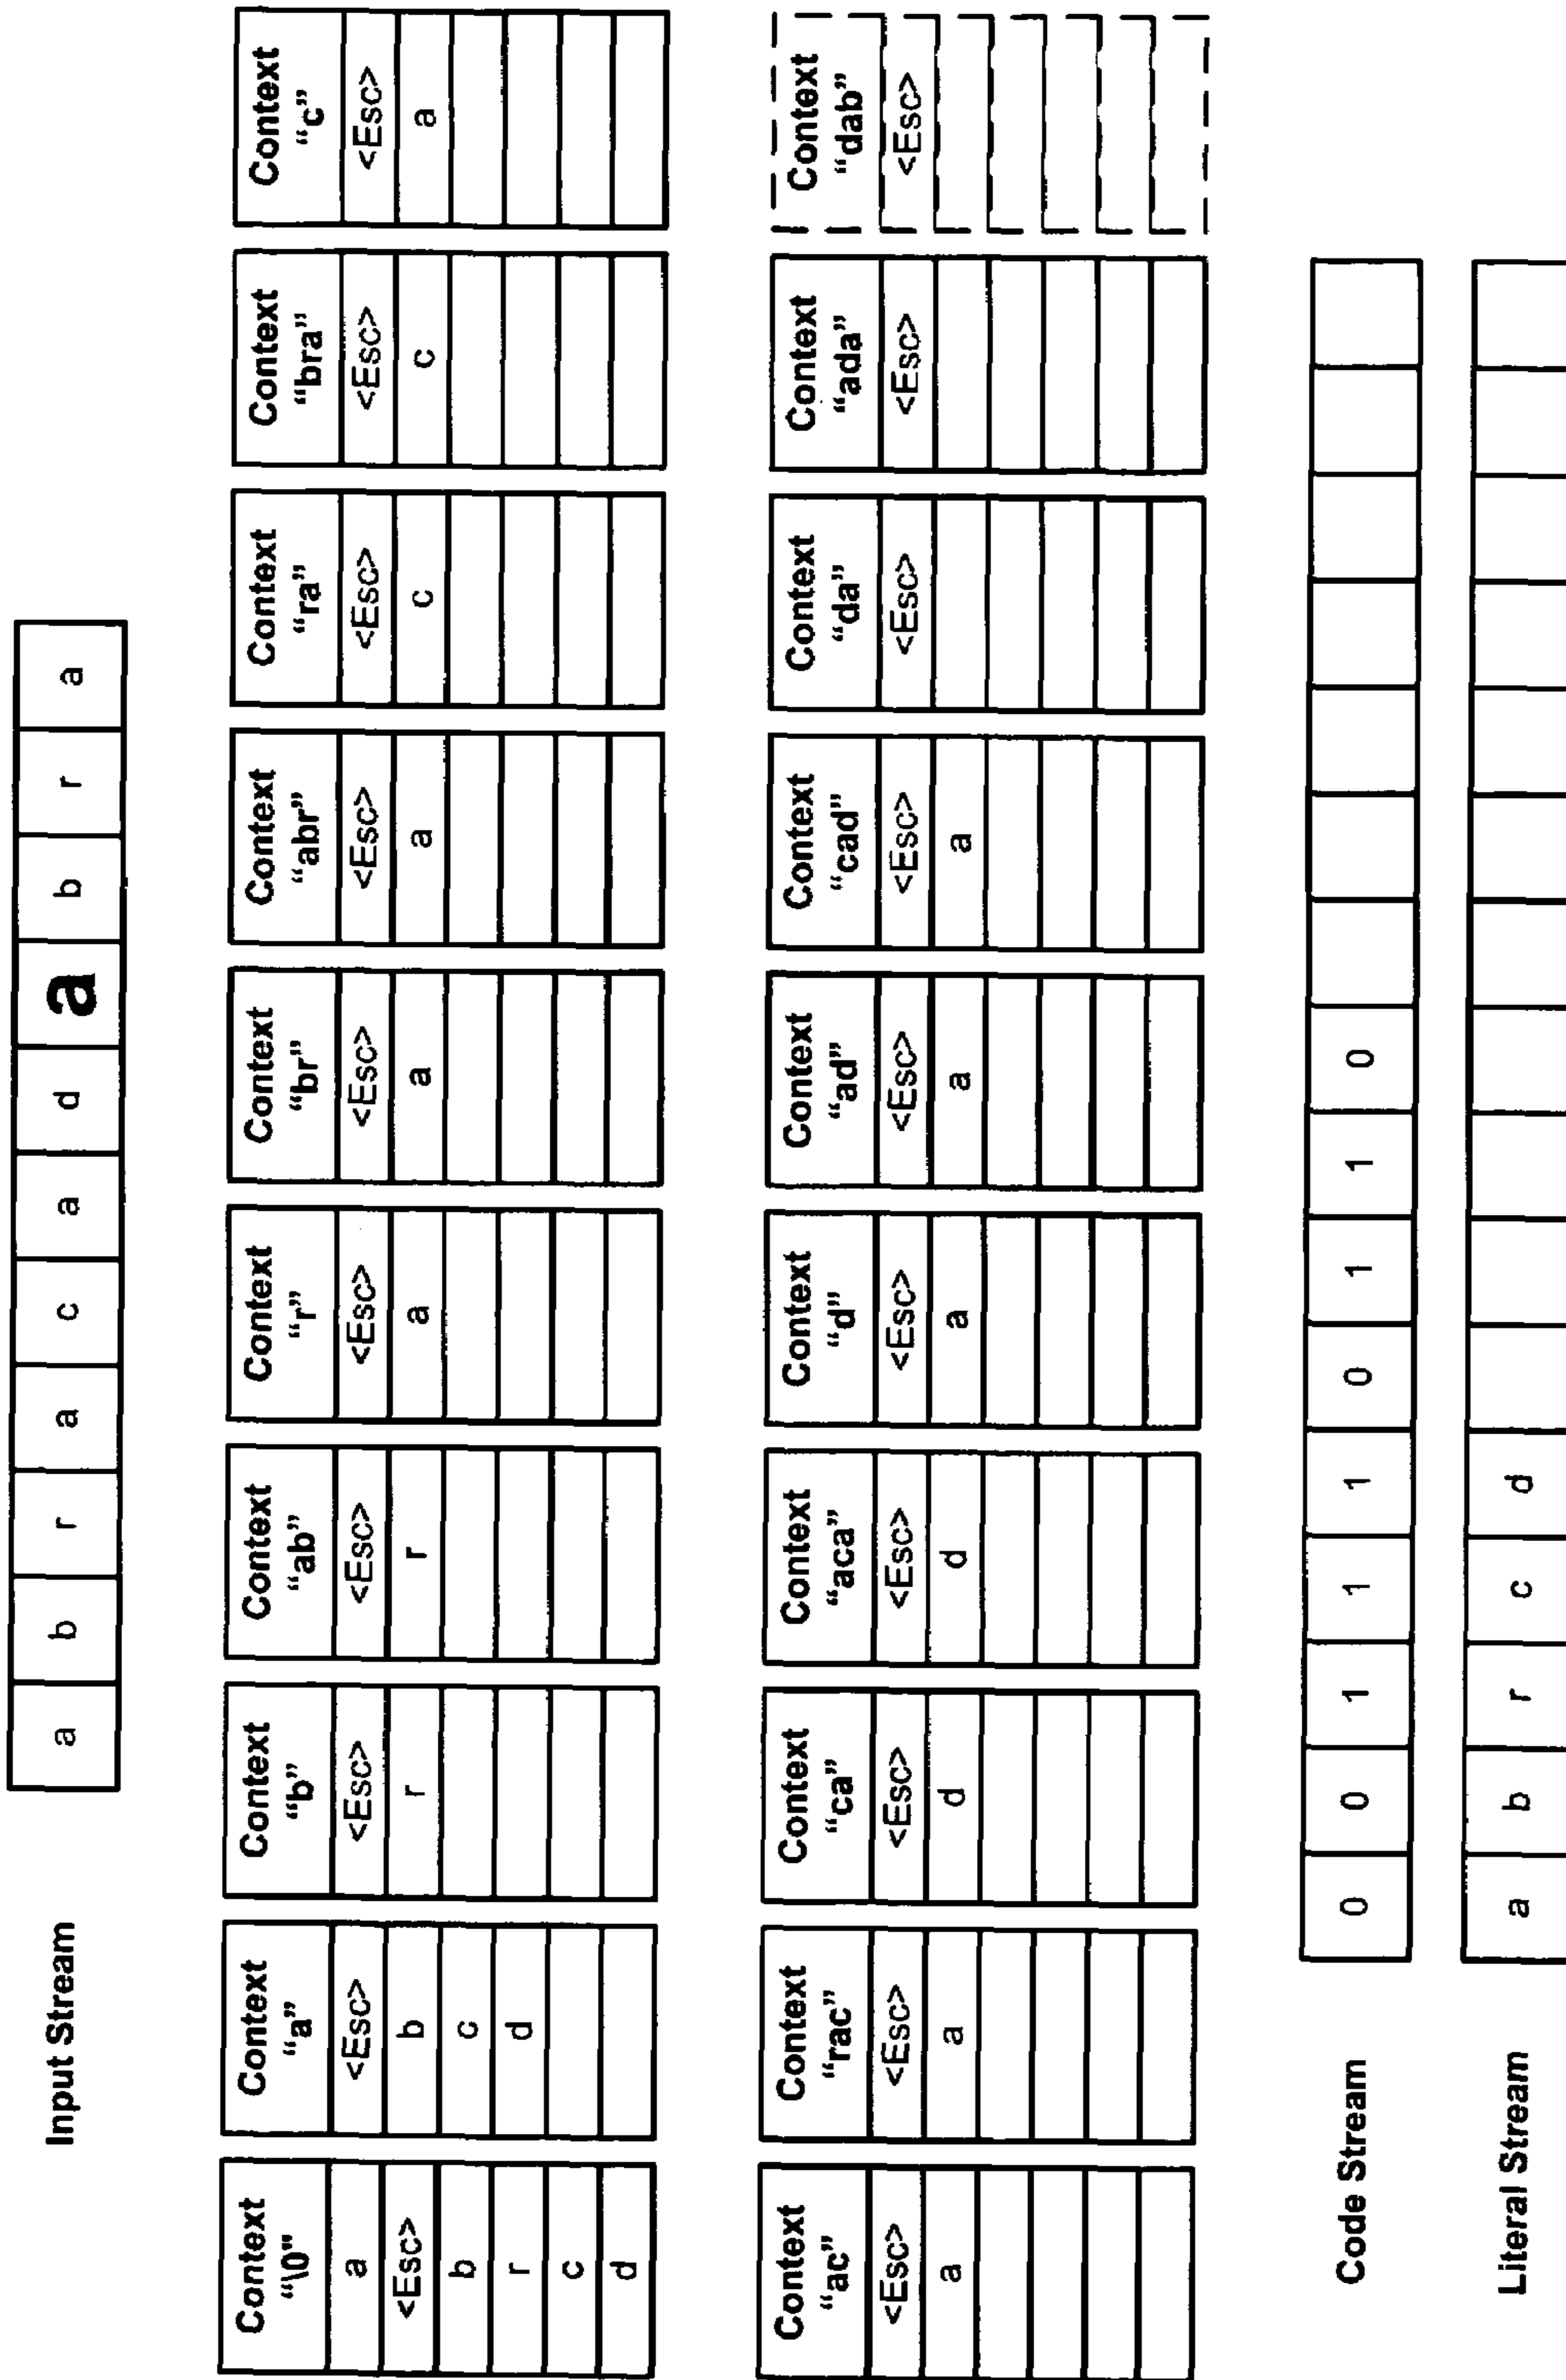 Input Stream a b r a c a d a b r a
Context Context Context Context Context Context Context Context Context Context
"\0" "a" "b" "ab" "r" "br" "abr" "ra" "bra" "c"
a <Esc> <Esc> <Esc> <Esc> <Esc> <Esc> <Esc> <Esc> <Esc>
<Esc> b r r a a a c c a
b c
r d
c
d
Context Context Context Context Context Context Context Context Context Context
"ac" "rac" "ca" "aca" "d" "ad" "cad" "da" "ada" "dab"
<Esc> <Esc> <Esc> <Esc> <Esc> <Esc> <Esc> <Esc> <Esc> <Esc>
a a d d a a a
Code Stream 0 0 1 1 1 0 1 1 0
Literal Stream a b r c d